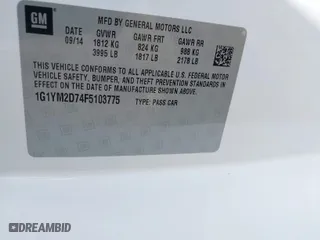 GM
MFD BY GENERAL MOTORS LLC
DATE GVWR GAWR FRT GAWR RR
09/14 1812 KG 824 KG 988 KG
3995 LB 1817 LB 2178 LB
THIS VEHICLE CONFORMS TO ALL APPLICABLE U.S. FEDERAL
SAFETY, BUMPER, AND THEFT PREVENTION STANDARDS IN
EFFECT ON THE DATE OF MANUFACTURE SHOWN ABOVE.
1G1YM2D74F5103775 TYPE: PASS CAR
© DREAMBID